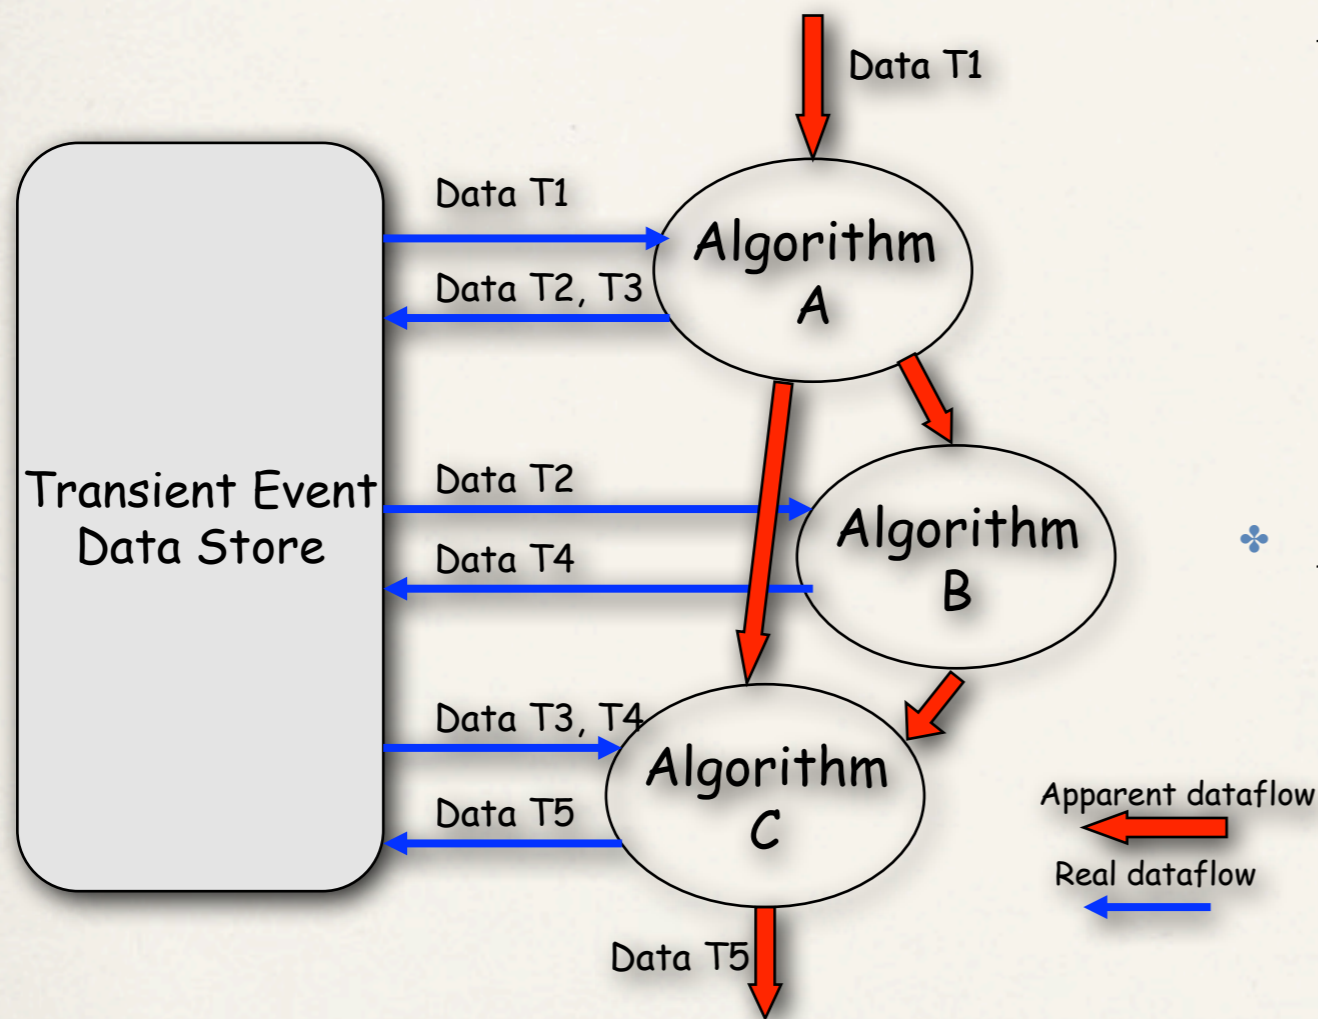 Data T1
Data T1
Algorithm
A
Data T2, T3
Transient Event
Data Store
Data T2
Algorithm
B
Data T4
Data T3, T4
Algorithm
C
Data T5
Apparent dataflow
Real dataflow
Data T5